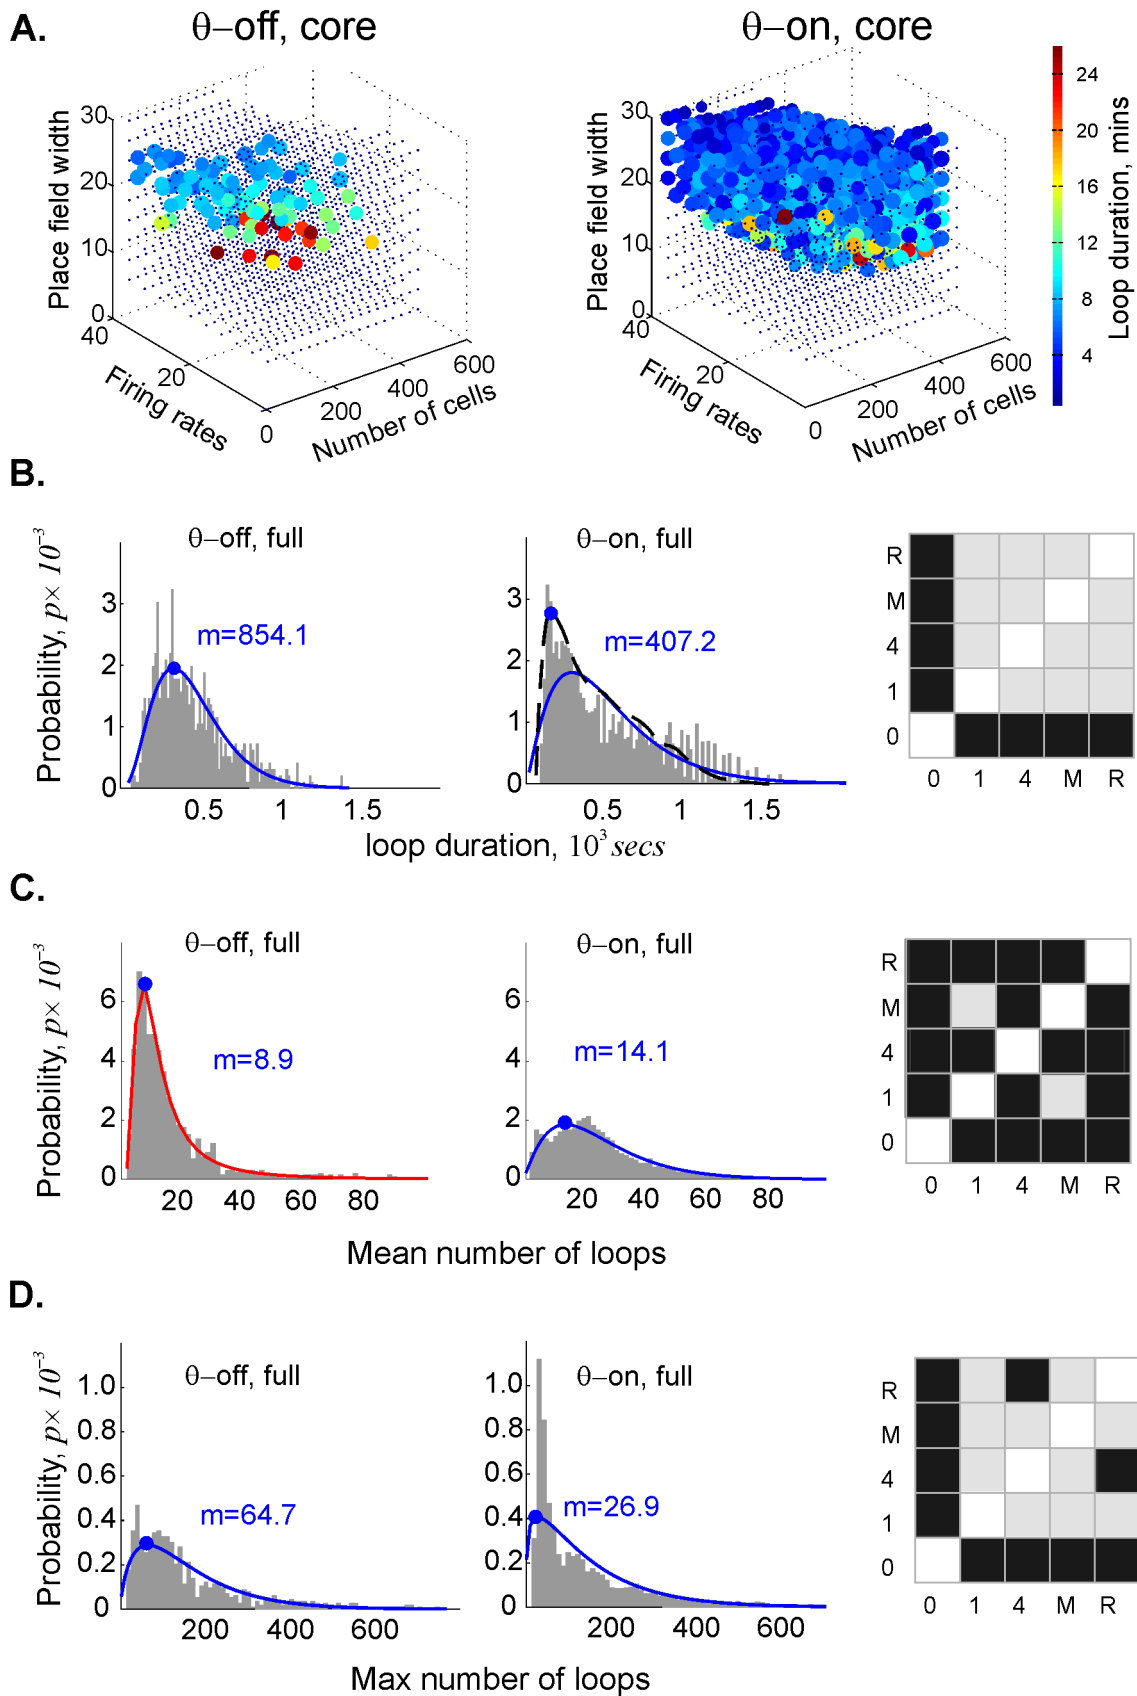 A.
θ–off, core
θ–on, core
Place field width
30
20
10
0
40
20
0
Firing rates
200
400
600
Number of cells
Place field width
30
20
10
0
40
20
0
Firing rates
200
400
600
Number of cells
24
20
16
12
8
4
Loop duration, mins
B.
Probability, p× 10⁻³
θ–off, full
m=854.1
3
2
1
0
0.5
1
1.5
θ–on, full
m=407.2
3
2
1
0
0.5
1
1.5
loop duration, 10³ secs
R
M
4
1
0
0 1 4 M R
C.
Probability, p× 10⁻³
θ–off, full
m=8.9
6
4
2
0
20 40 60 80
θ–on, full
m=14.1
6
4
2
0
20 40 60 80
Mean number of loops
R
M
4
1
0
0 1 4 M R
D.
Probability, p× 10⁻³
θ–off, full
m=64.7
1.0
0.8
0.6
0.4
0.2
0
200 400 600
θ–on, full
m=26.9
1.0
0.8
0.6
0.4
0.2
0
200 400 600
Max number of loops
R
M
4
1
0
0 1 4 M R